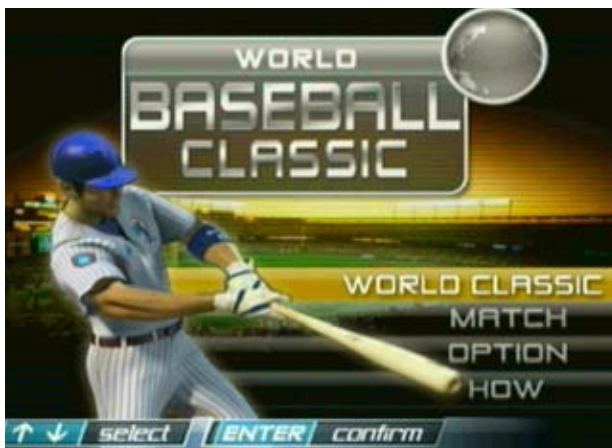 WORLD
BASEBALL
CLASSIC
WORLD CLASSIC
MATCH
OPTION
HOW
select ENTER confirm